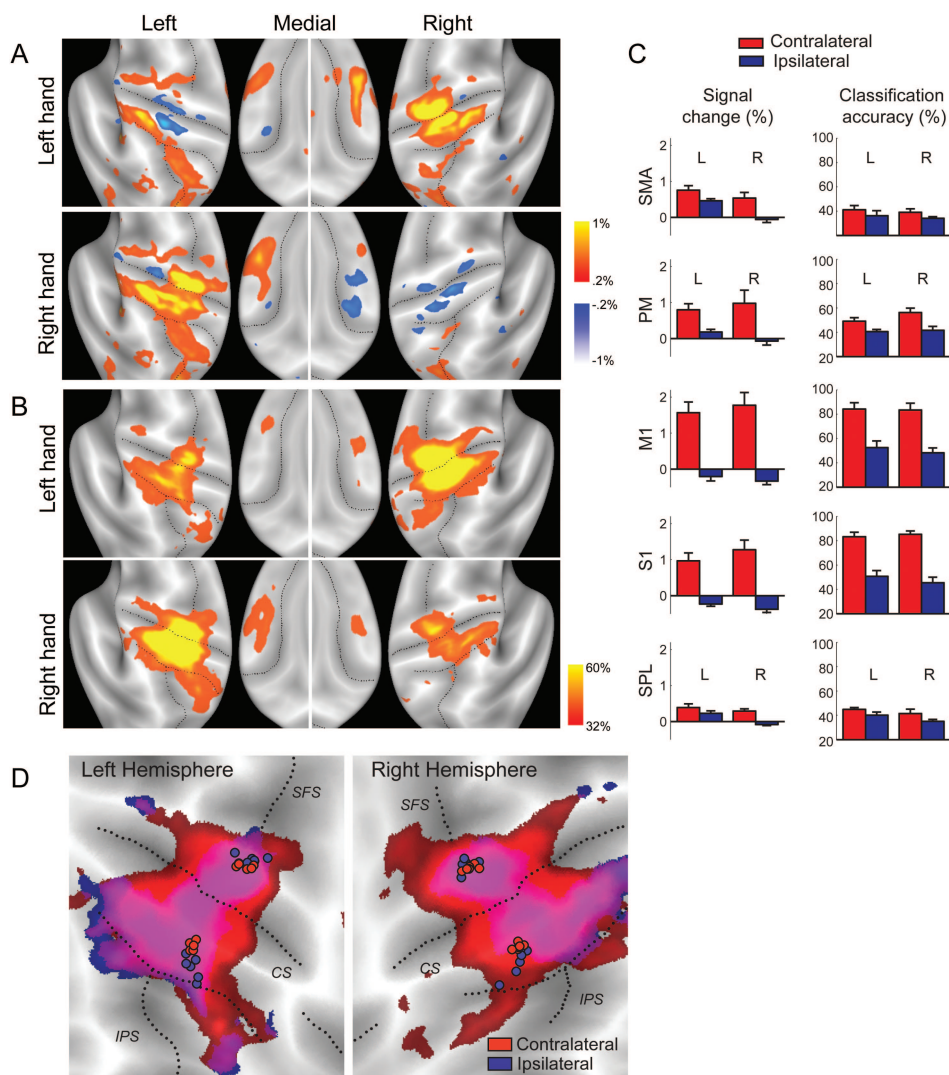 Left Medial Right
A
Left hand
Right hand
1%
.2%
-.2%
-1%
B
Left hand
Right hand
60%
32%
C
Contralateral
Ipsilateral
Signal
change (%)
Classification
accuracy (%)
SMA
2
1
0
L R
100
80
60
40
L R
PM
2
1
0
L R
100
80
60
40
20
L R
M1
2
1
0
100
80
60
40
20
S1
2
1
0
100
80
60
40
20
SPL
2
1
0
L R
100
80
60
40
20
L R
D
Left Hemisphere
SFS
CS
IPS
Right Hemisphere
SFS
CS
IPS
Contralateral
Ipsilateral